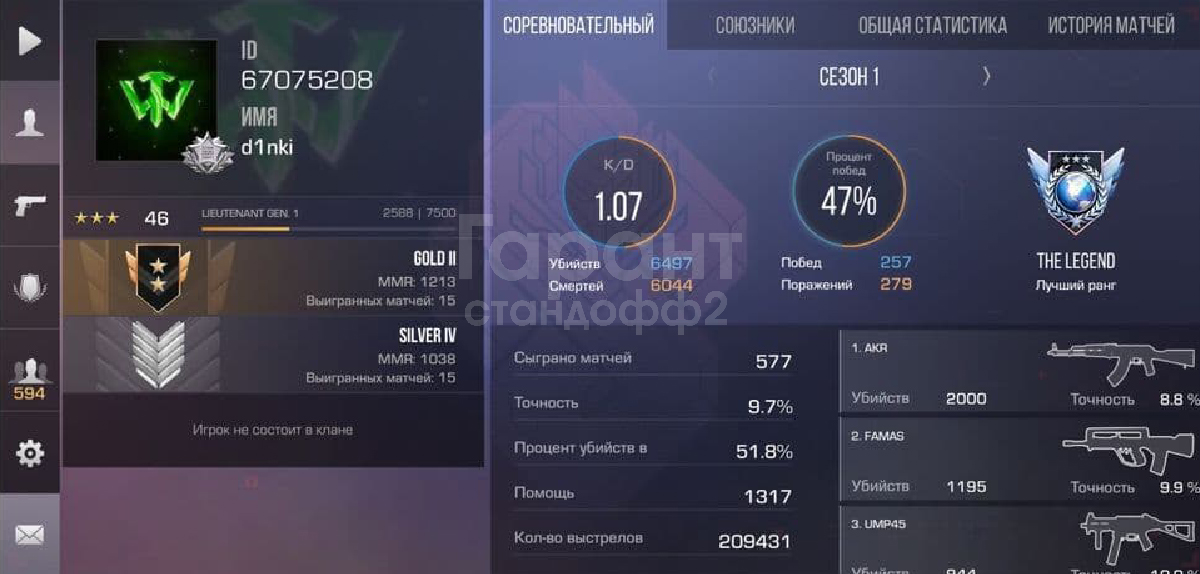 ID
67075208
ИМЯ
d1nki
46
LIEUTENANT GEN. 1
2568 | 7500
GOLD II
MMR: 1213
Выигранных матчей: 15
SILVER IV
MMR: 1038
Выигранных матчей: 15
Игрок не состоит в клане
594
СОРЕВНОВАТЕЛЬНЫЙ
СОЮЗНИКИ
ОБЩАЯ СТАТИСТИКА
ИСТОРИЯ МАТЧЕЙ
СЕЗОН 1
K/D
1.07
Убийств 6497
Смертей 6044
Процент
побед
47%
Побед 257
Поражений 279
THE LEGEND
Лучший ранг
Гарант
стандофф2
Сыграно матчей 577
Точность 9.7%
Процент убийств в 51.8%
Помощь 1317
Кол-во выстрелов 209431
1. AKR
Убийств 2000 Точность 8.8 %
2. FAMAS
Убийств 1195 Точность 9.9 %
3. UMP45
Убийств 944 Точность